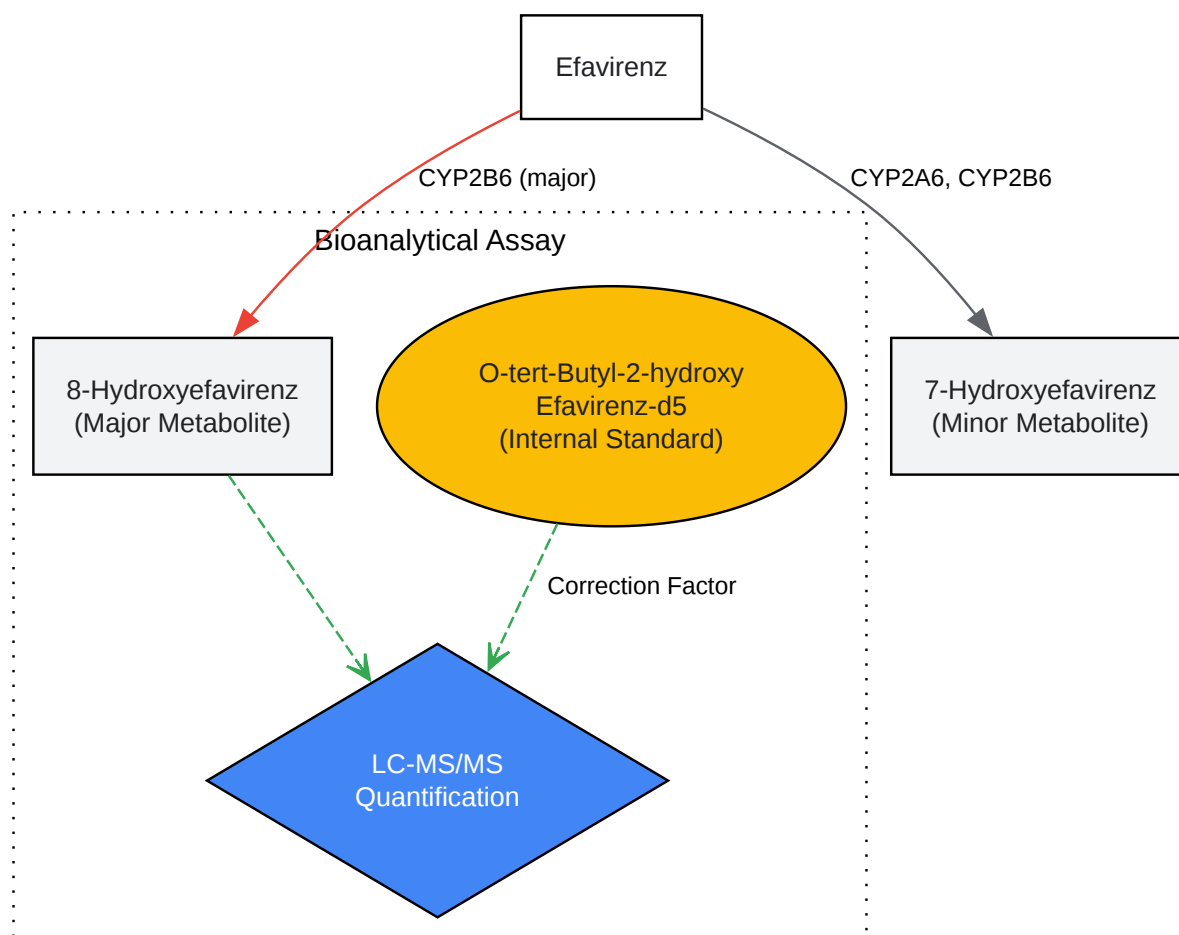 Efavirenz
CYP2B6 (major)
CYP2A6, CYP2B6
Bioanalytical Assay
8-Hydroxyefavirenz
(Major Metabolite)
O-tert-Butyl-2-hydroxy
Efavirenz-d5
(Internal Standard)
7-Hydroxyefavirenz
(Minor Metabolite)
Correction Factor
LC-MS/MS
Quantification